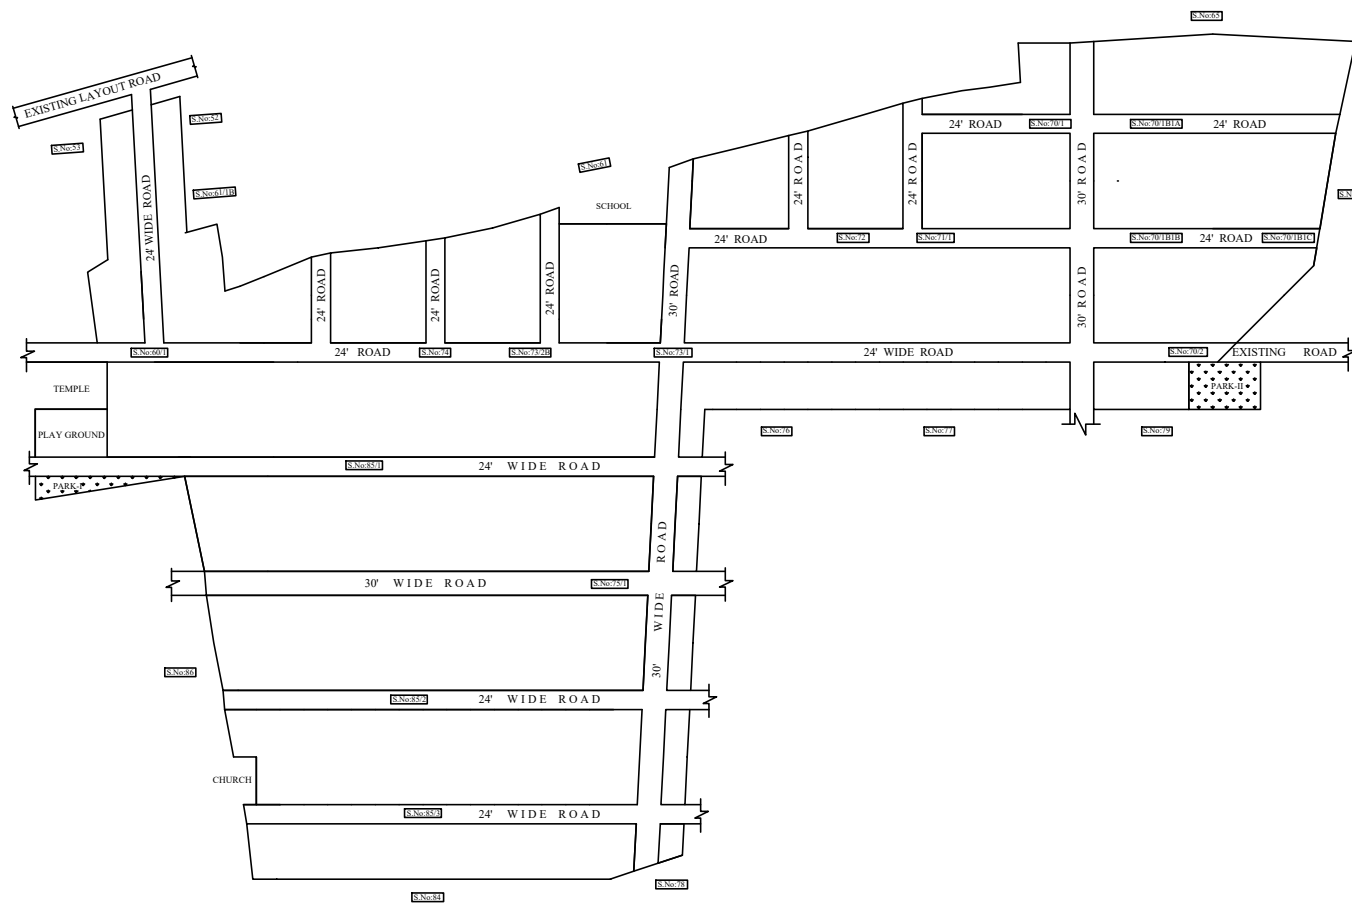 S.No:65
EXISTING LAYOUT ROAD
S.No:52
S.No:53
24' ROAD
S.No:70/1
S.No:70/1B1A
24' ROAD
S.No:61
24' ROAD
24' ROAD
30' ROAD
S.No:61/1B
SCHOOL
24' WIDE ROAD
24' ROAD
S.No:72
S.No:71/1
S.No:70/1B1B
24' ROAD
S.No:70/1B1C
24' ROAD
24' ROAD
24' ROAD
30' ROAD
30' ROAD
S.No:60/1
24' ROAD
S.No:74
S.No:73/2B
S.No:73/1
24' WIDE ROAD
S.No:70/2
EXISTING ROAD
TEMPLE
PARK-II
PLAY GROUND
S.No:76
S.No:77
S.No:79
S.No:85/1
24' WIDE ROAD
PARK-I
30' WIDE ROAD
30' WIDE ROAD
S.No:75/1
S.No:86
S.No:85/2
24' WIDE ROAD
CHURCH
S.No:85/3
24' WIDE ROAD
S.No:84
S.No:78